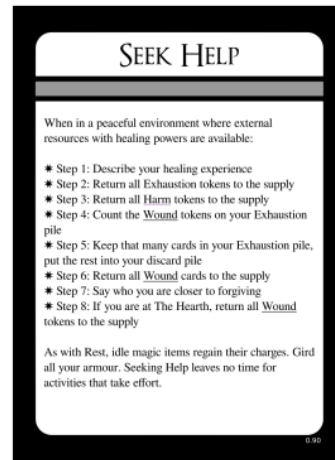 SEEK HELP
When in a peaceful environment where external
resources with healing powers are available:
✷ Step 1: Describe your healing experience
✷ Step 2: Return all Exhaustion tokens to the supply
✷ Step 3: Return all Harm tokens to the supply
✷ Step 4: Count the Wound tokens on your Exhaustion
pile
✷ Step 5: Keep that many cards in your Exhaustion pile,
put the rest into your discard pile
✷ Step 6: Return all Wound cards to the supply
✷ Step 7: Say who you are closer to forgiving
✷ Step 8: If you are at The Hearth, return all Wound
tokens to the supply
As with Rest, idle magic items regain their charges. Gird
all your armour. Seeking Help leaves no time for
activities that take effort.
0.90